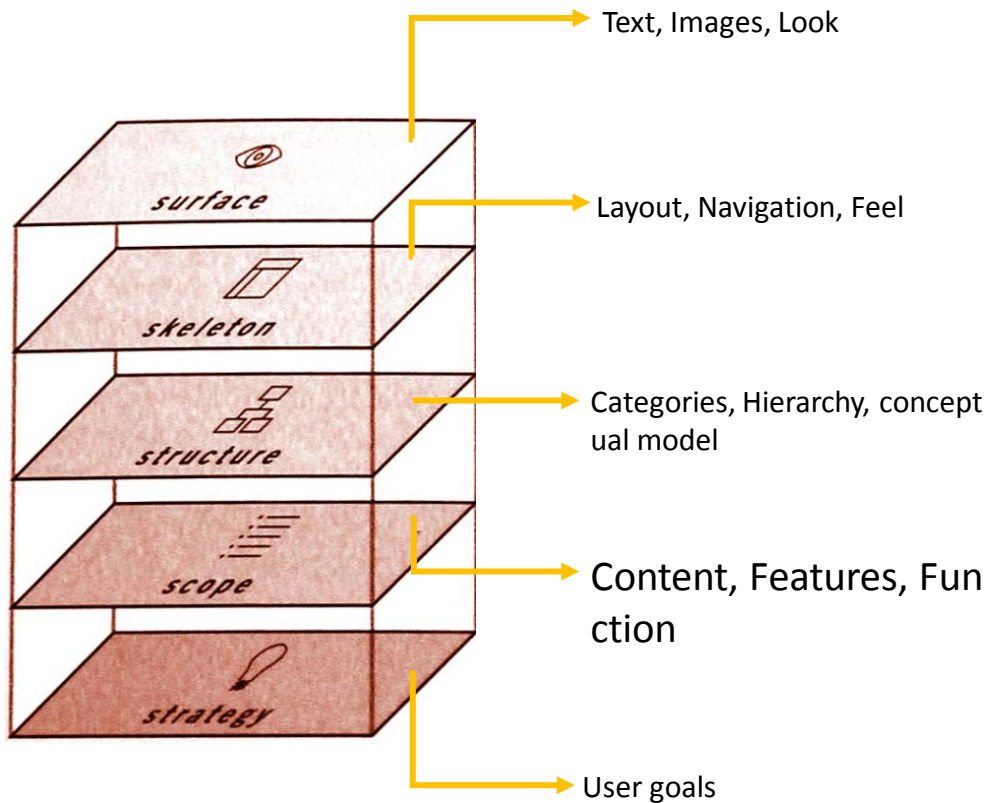 Text, Images, Look
surface
Layout, Navigation, Feel
skeleton
Categories, Hierarchy, concept
ual model
structure
Content, Features, Fun
ction
scope
strategy
User goals